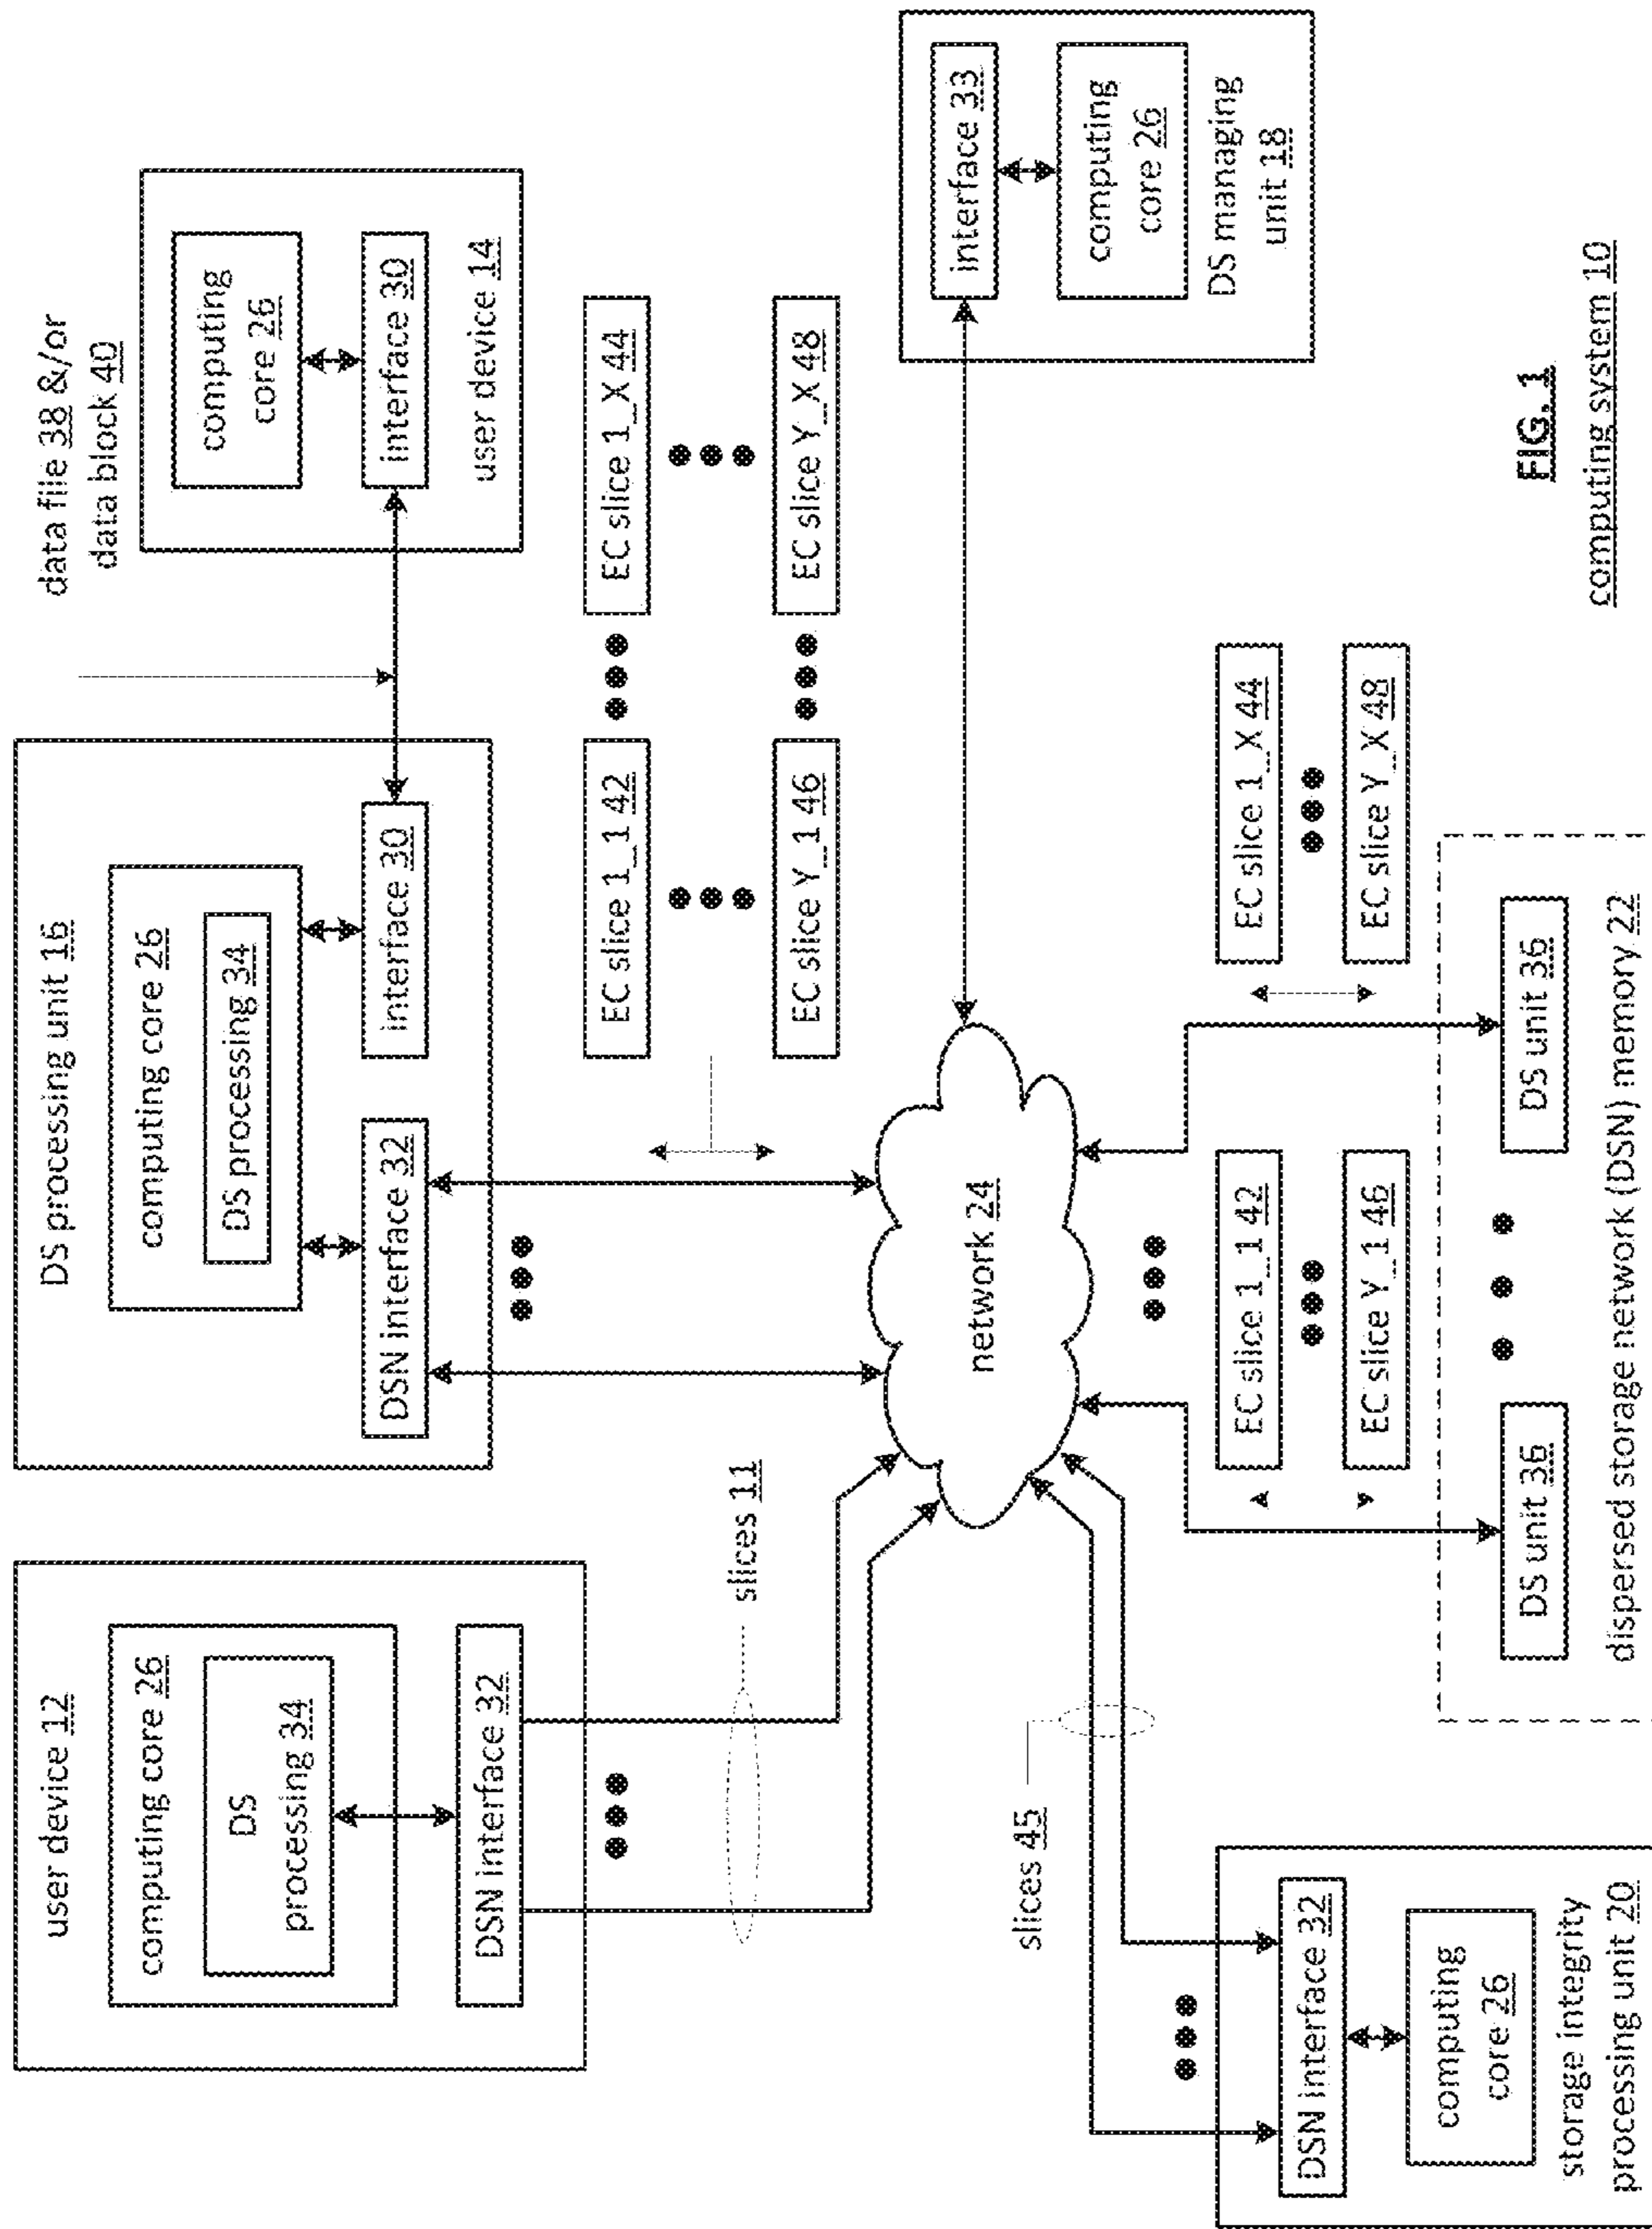 user device 12
computing core 26
DS
processing 34
DSN interface 32
slices 11
DS processing unit 16
computing core 26
DS processing 34
DSN interface 32
interface 30
data file 38 &/or
data block 40
computing
core 26
interface 30
user device 14
EC slice 1_1 42
EC slice 1_X 44
EC slice Y_1 46
EC slice Y_X 48
network 24
interface 33
computing
core 26
DS managing
unit 18
slices 45
DSN interface 32
computing
core 26
storage integrity
processing unit 20
EC slice 1_1 42
EC slice Y_1 46
EC slice 1_X 44
EC slice Y_X 48
DS unit 36
DS unit 36
dispersed storage network (DSN) memory 22
FIG. 1
computing system 10